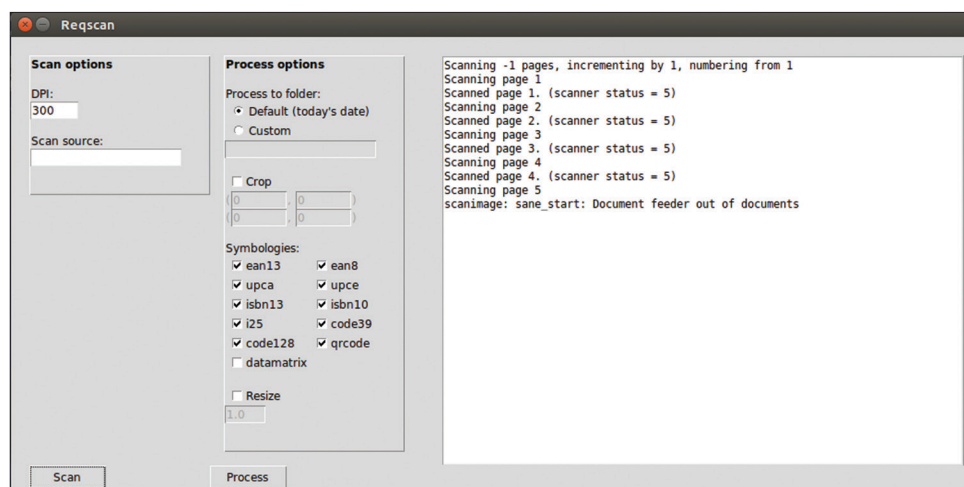 Reqscan
Scan options
DPI:
300
Scan source:
Process options
Process to folder:
Default (today's date)
Custom
Crop
(0 , 0 )
(0 , 0 )
Symbologies:
ean13 ean8
upca upce
isbn13 isbn10
i25 code39
code128 qrcode
datamatrix
Resize
1.0
Scanning -1 pages, incrementing by 1, numbering from 1
Scanning page 1
Scanned page 1. (scanner status = 5)
Scanning page 2
Scanned page 2. (scanner status = 5)
Scanning page 3
Scanned page 3. (scanner status = 5)
Scanning page 4
Scanned page 4. (scanner status = 5)
Scanning page 5
scanimage: sane_start: Document feeder out of documents
Scan
Process